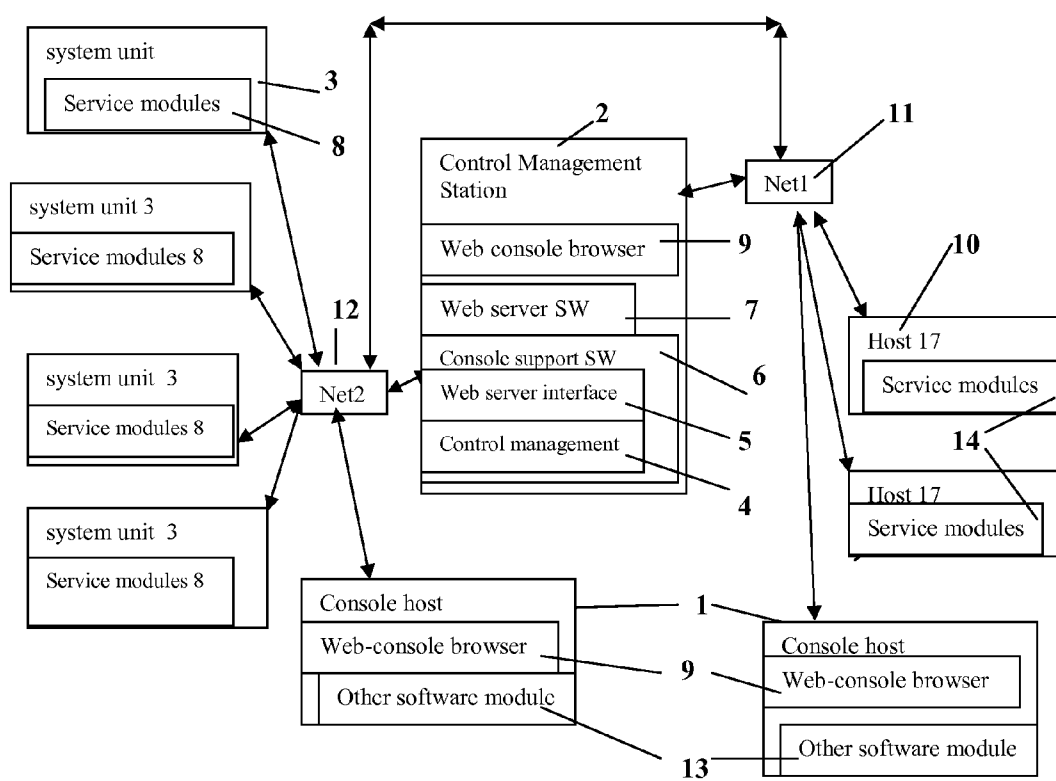 system unit
3
Service modules
8
system unit 3
Service modules 8
system unit 3
Service modules 8
system unit 3
Service modules 8
12
Net2
2
Control Management
Station
Web console browser
9
Web server SW
7
Console support SW
6
Web server interface
5
Control management
4
11
Net1
10
Host 17
Service modules
14
Host 17
Service modules
Console host
1
Web-console browser
9
Other software module
13
Console host
Web-console browser
Other software module